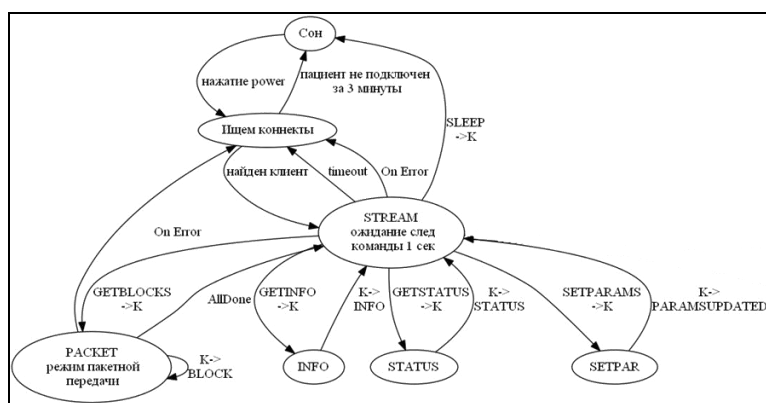 Сон
нажатие power
пациент не подключен
за 3 минуты
Ищем коннекты
SLEEP
->K
найден клиент
timeout
On Error
STREAM
ожидание след
команды 1 сек
On Error
GETBLOCKS
->K
AllDone
GETINFO
->K
K->
INFO
GETSTATUS
->K
K->
STATUS
SETPARAMS
->K
K->
PARAMSUPDATED
PACKET
режим пакетной
передачи
K->
BLOCK
INFO
STATUS
SETPAR